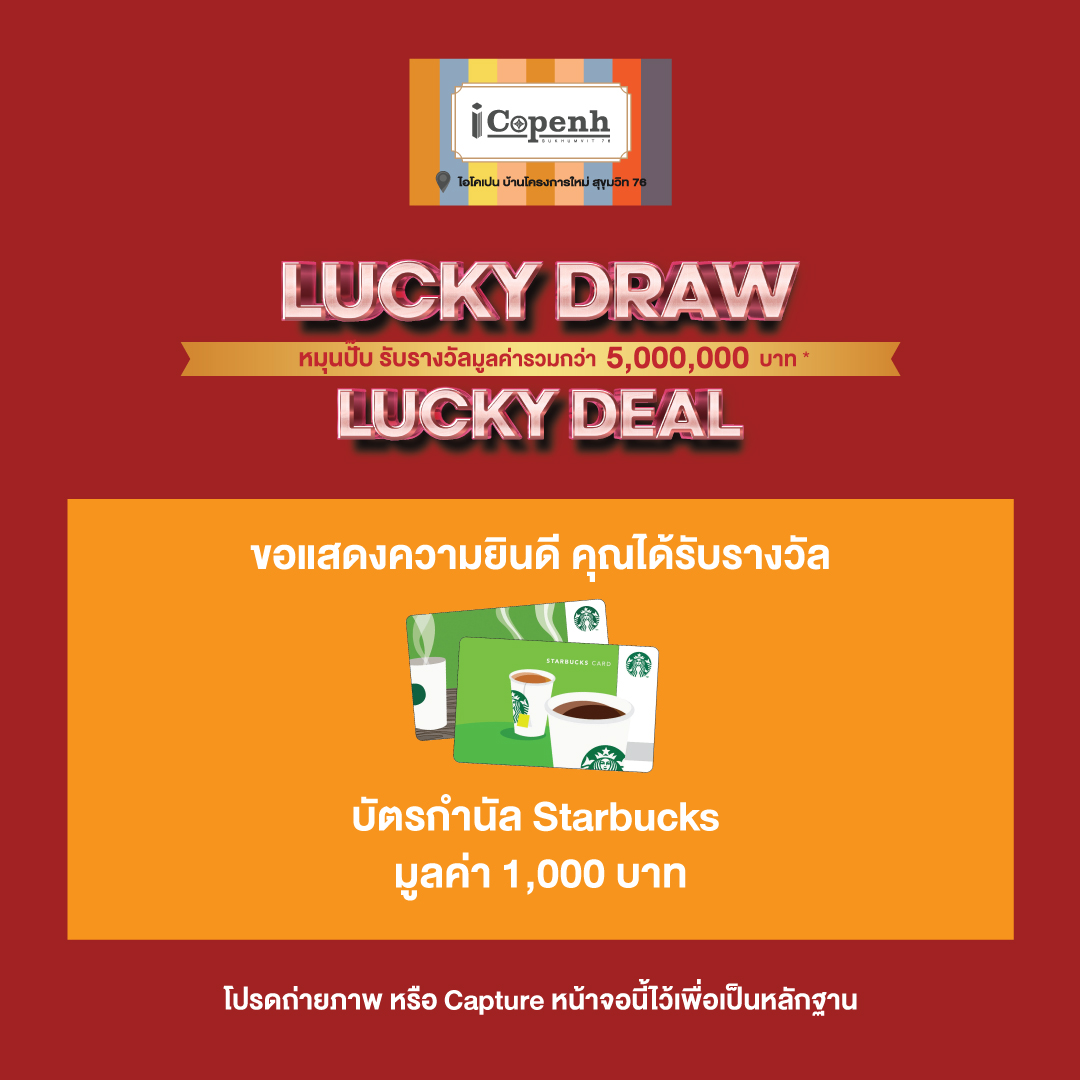 iCopenh
SUKHUMVIT 76
ไอโคเปน บ้านโครงการใหม่ สุขุมวิท 76
LUCKY DRAW
หมุนปั๊บ รับรางวัลมูลค่ารวมกว่า 5,000,000 บาท *
LUCKY DEAL
ขอแสดงความยินดี คุณได้รับรางวัล
STARBUCKS CARD
บัตรกำนัล Starbucks
มูลค่า 1,000 บาท
โปรดถ่ายภาพ หรือ Capture หน้าจอนี้ไว้เพื่อเป็นหลักฐาน